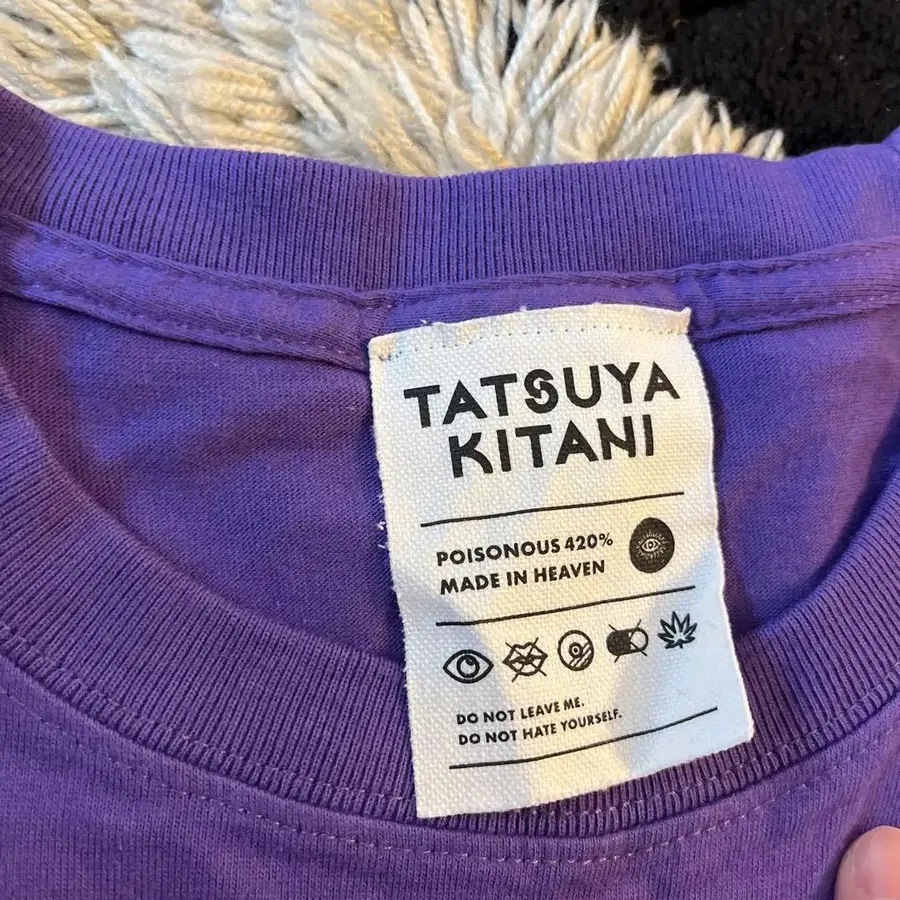 TATSUYA
KITANI
POISONOUS 420%
MADE IN HEAVEN
DO NOT LEAVE ME.
DO NOT HATE YOURSELF.